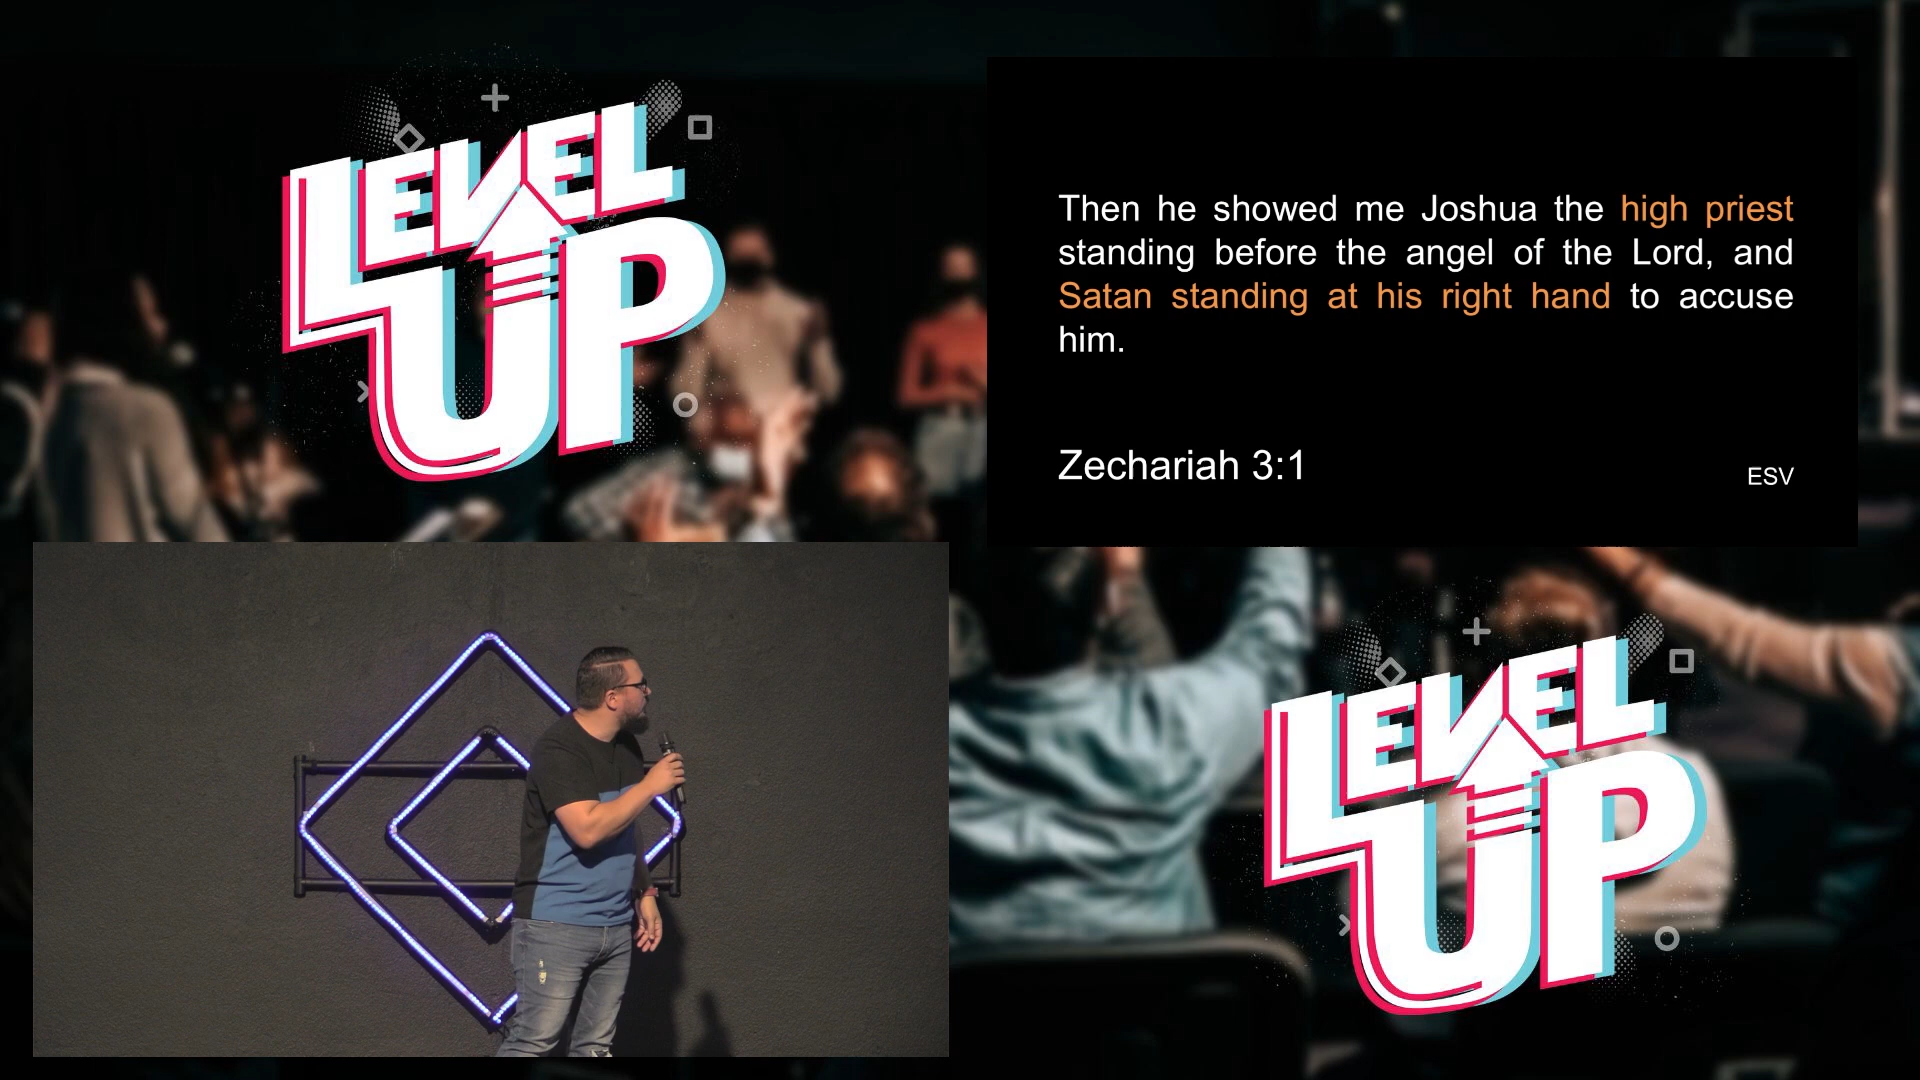 LEVEL
UP
Then he showed me Joshua the high priest
standing before the angel of the Lord, and
Satan standing at his right hand to accuse
him.
Zechariah 3:1
ESV
LEVEL
UP